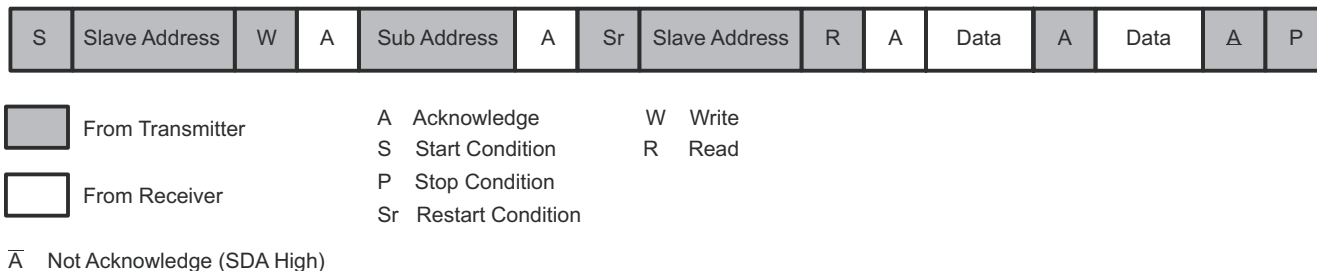 S Slave Address W A Sub Address A Sr Slave Address R A Data A Data A̅ P
From Transmitter
From Receiver
A Acknowledge
S Start Condition
P Stop Condition
Sr Restart Condition
W Write
R Read
A̅ Not Acknowledge (SDA High)